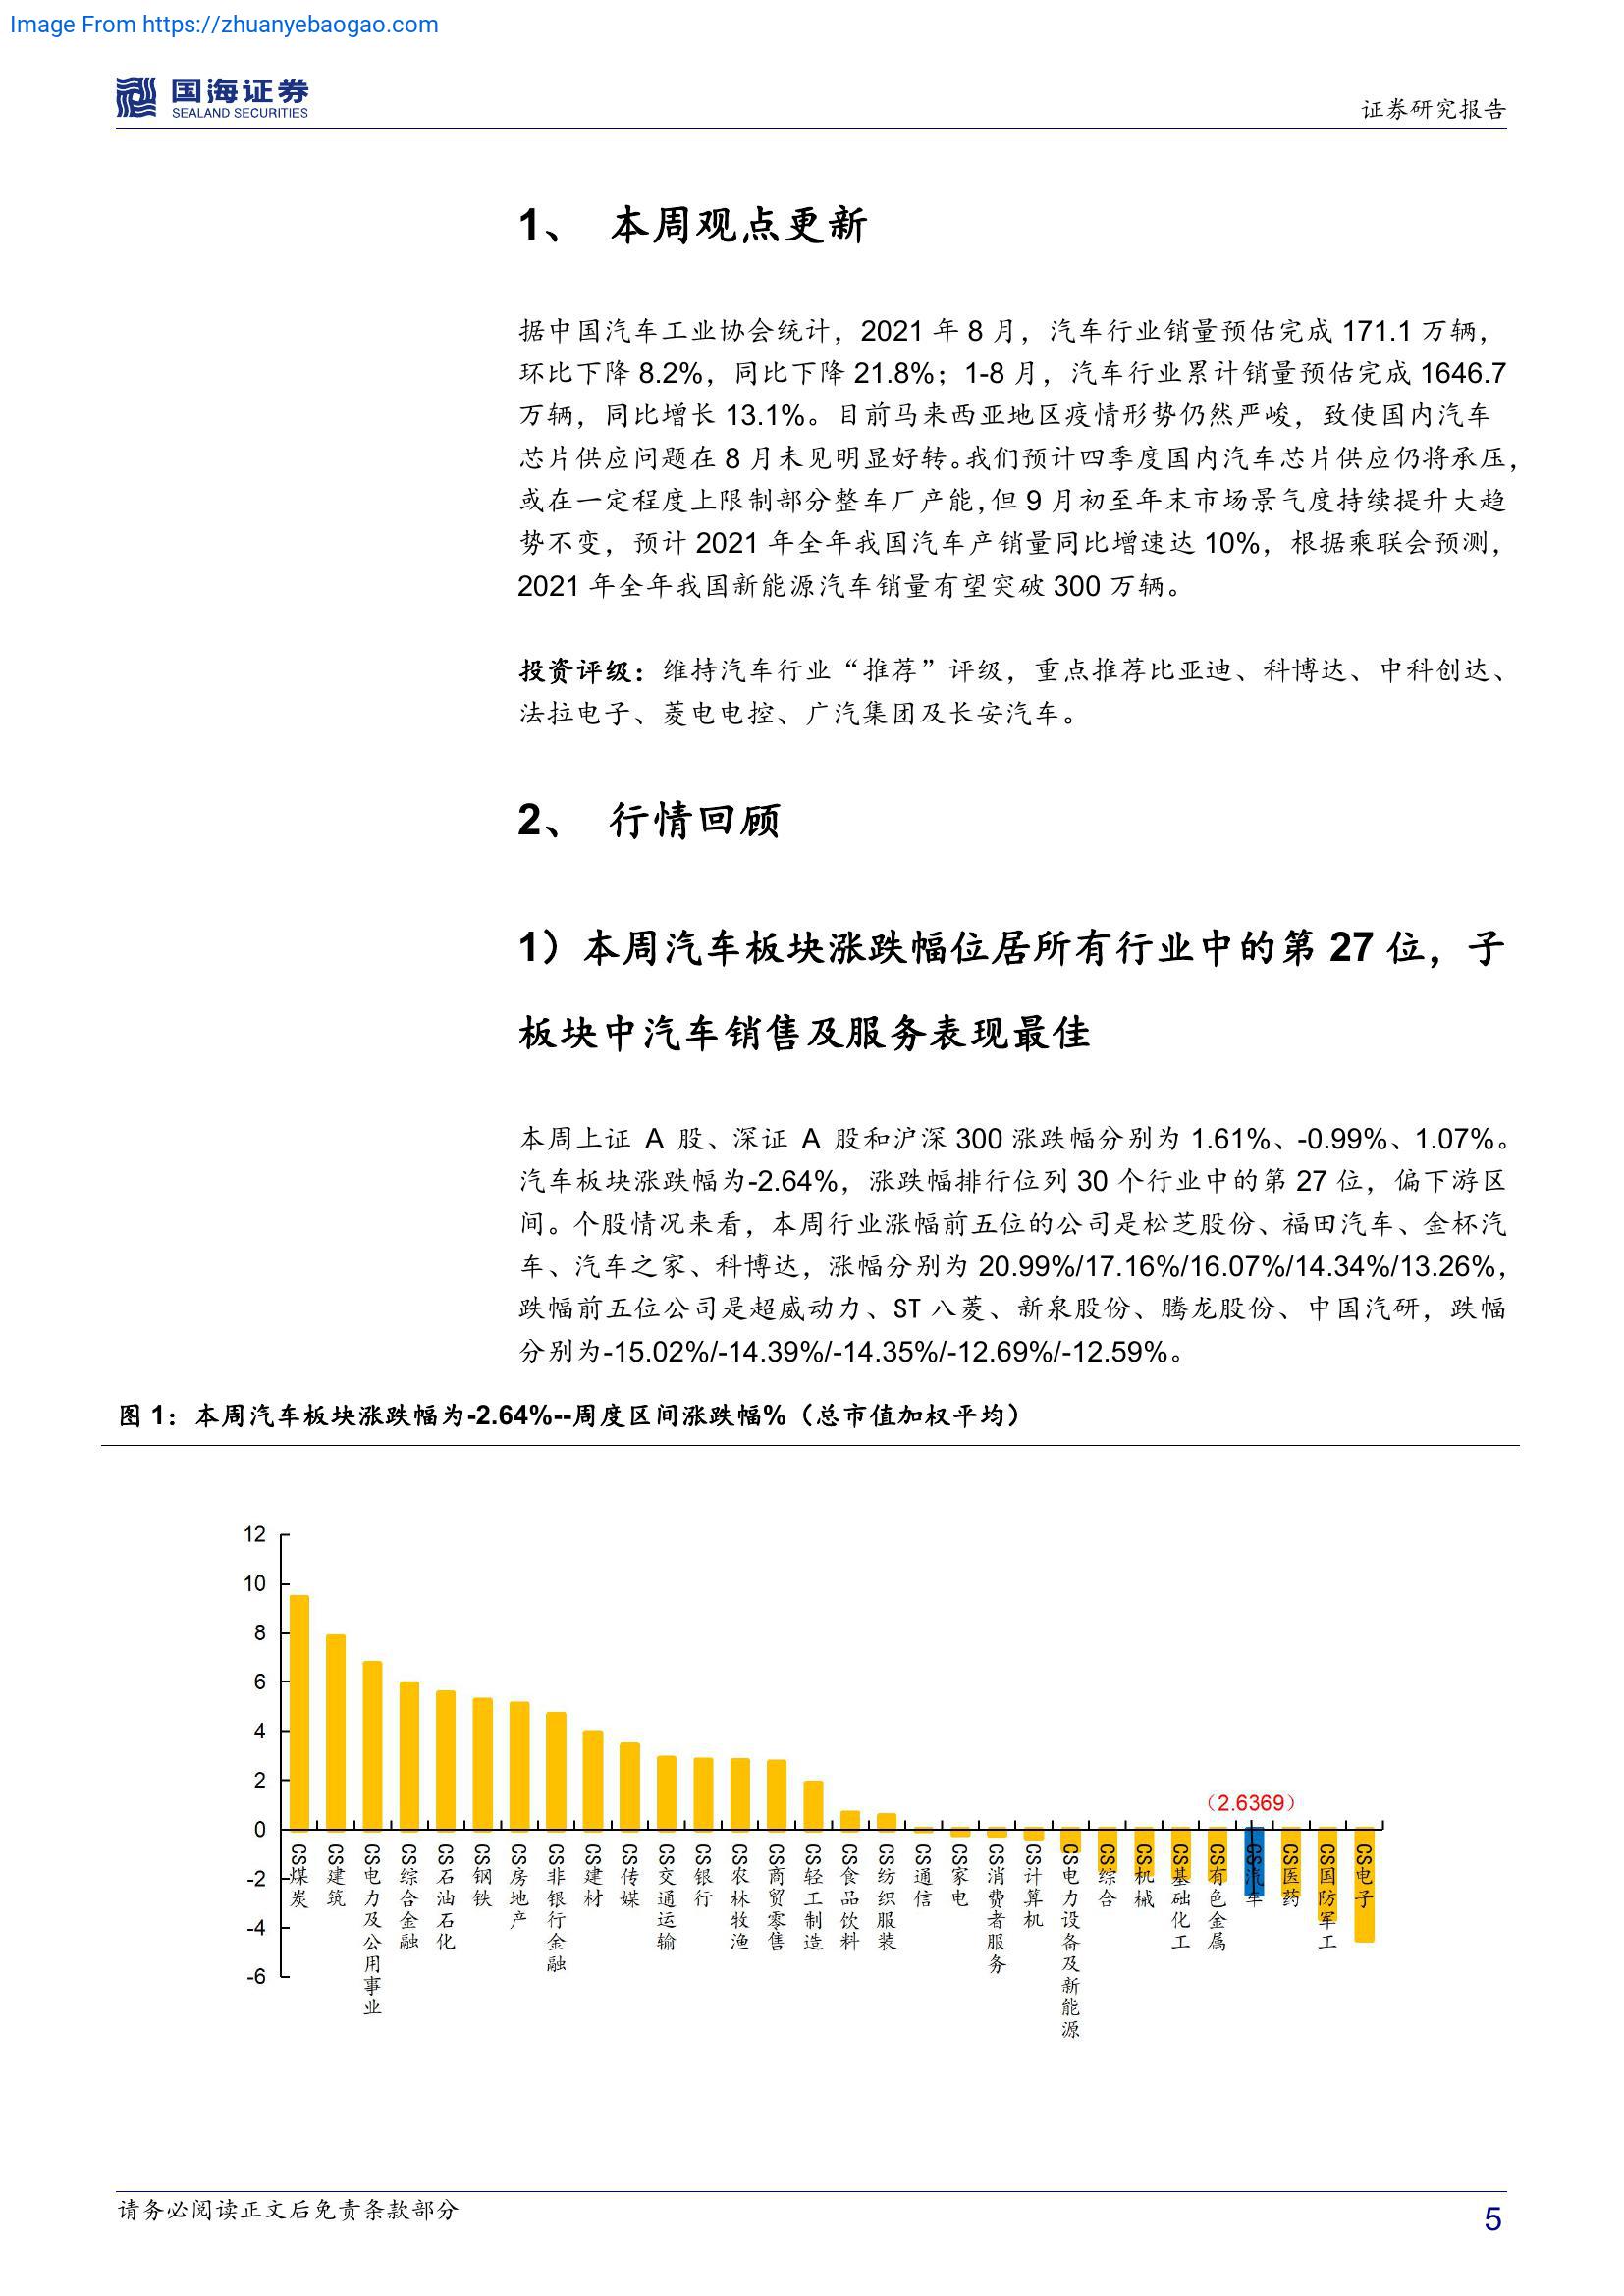 Image From https://zhuanyebaogao.com
国海证券
SEALAND SECURITIES
证券研究报告
1、 本周观点更新
据中国汽车工业协会统计，2021 年 8 月，汽车行业销量预估完成 171.1 万辆，
环比下降 8.2%，同比下降 21.8%；1-8 月，汽车行业累计销量预估完成 1646.7
万辆，同比增长 13.1%。目前马来西亚地区疫情形势仍然严峻，致使国内汽车
芯片供应问题在 8 月未见明显好转。我们预计四季度国内汽车芯片供应仍将承压，
或在一定程度上限制部分整车厂产能，但 9 月初至年末市场景气度持续提升大趋
势不变，预计 2021 年全年我国汽车产销量同比增速达 10%，根据乘联会预测，
2021 年全年我国新能源汽车销量有望突破 300 万辆。
投资评级：维持汽车行业“推荐”评级，重点推荐比亚迪、科博达、中科创达、
法拉电子、菱电电控、广汽集团及长安汽车。
2、 行情回顾
1）本周汽车板块涨跌幅位居所有行业中的第 27 位，子
板块中汽车销售及服务表现最佳
本周上证 A 股、深证 A 股和沪深 300 涨跌幅分别为 1.61%、-0.99%、1.07%。
汽车板块涨跌幅为-2.64%，涨跌幅排行位列 30 个行业中的第 27 位，偏下游区
间。个股情况来看，本周行业涨幅前五位的公司是松芝股份、福田汽车、金杯汽
车、汽车之家、科博达，涨幅分别为 20.99%/17.16%/16.07%/14.34%/13.26%，
跌幅前五位公司是超威动力、ST 八菱、新泉股份、腾龙股份、中国汽研，跌幅
分别为-15.02%/-14.39%/-14.35%/-12.69%/-12.59%。
图 1：本周汽车板块涨跌幅为-2.64%--周度区间涨跌幅%（总市值加权平均）
12
10
8
6
4
2
0
-2
-4
-6
（2.6369）
CS煤炭
CS建筑
CS电力及公用事业
CS综合金融
CS石油石化
CS钢铁
CS房地产
CS非银行金融
CS建材
CS传媒
CS交通运输
CS银行
CS农林牧渔
CS商贸零售
CS轻工制造
CS食品饮料
CS纺织服装
CS通信
CS家电
CS消费者服务
CS计算机
CS电力设备及新能源
CS综合
CS机械
CS基础化工
CS有色金属
CS汽车
CS医药
CS国防军工
CS电子
请务必阅读正文后免责条款部分
5